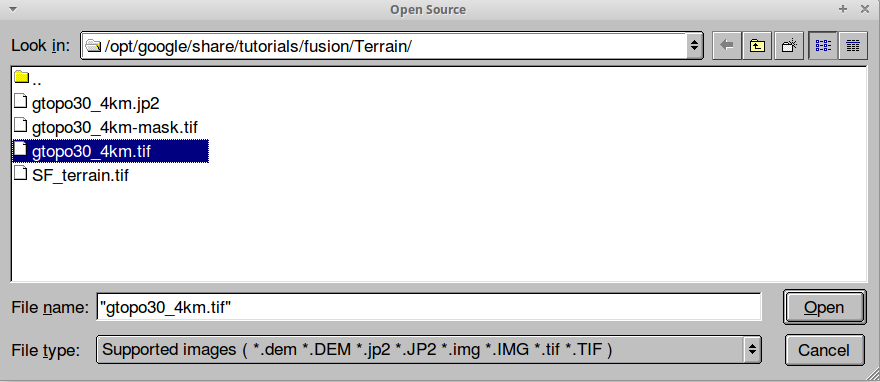 Open Source
Look in: /opt/google/share/tutorials/fusion/Terrain/
..
gtopo30_4km.jp2
gtopo30_4km-mask.tif
gtopo30_4km.tif
SF_terrain.tif
File name: "gtopo30_4km.tif" Open
File type: Supported images ( *.dem *.DEM *.jp2 *.JP2 *.img *.IMG *.tif *.TIF ) Cancel